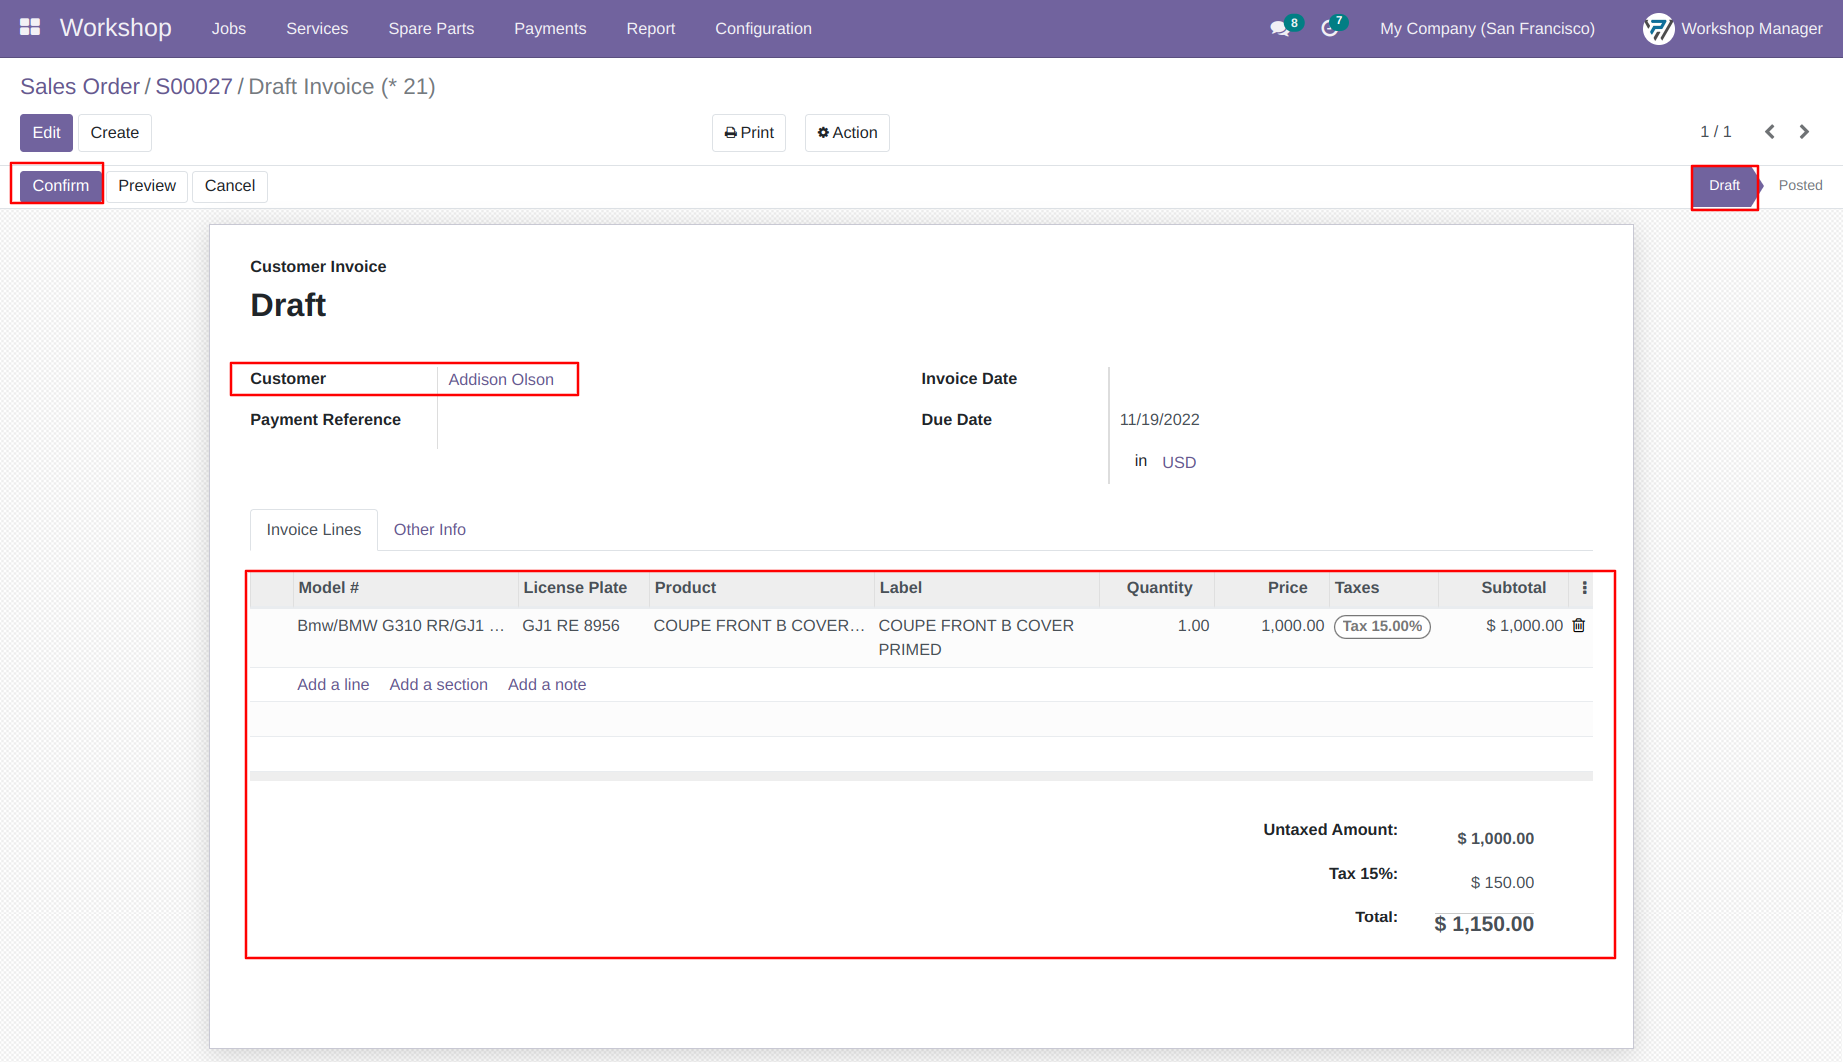 Workshop Jobs Services Spare Parts Payments Report Configuration 8 7 My Company (San Francisco) Workshop Manager
Sales Order / S00027 / Draft Invoice (* 21)
Edit Create Print Action 1 / 1
Confirm Preview Cancel Draft Posted
Customer Invoice
Draft
Customer Addison Olson Invoice Date
Payment Reference Due Date 11/19/2022
in USD
Invoice Lines Other Info
Model # License Plate Product Label Quantity Price Taxes Subtotal
Bmw/BMW G310 RR/GJ1 ... GJ1 RE 8956 COUPE FRONT B COVER... COUPE FRONT B COVER 1.00 1,000.00 Tax 15.00% $ 1,000.00
PRIMED
Add a line Add a section Add a note
Untaxed Amount: $ 1,000.00
Tax 15%: $ 150.00
Total: $ 1,150.00